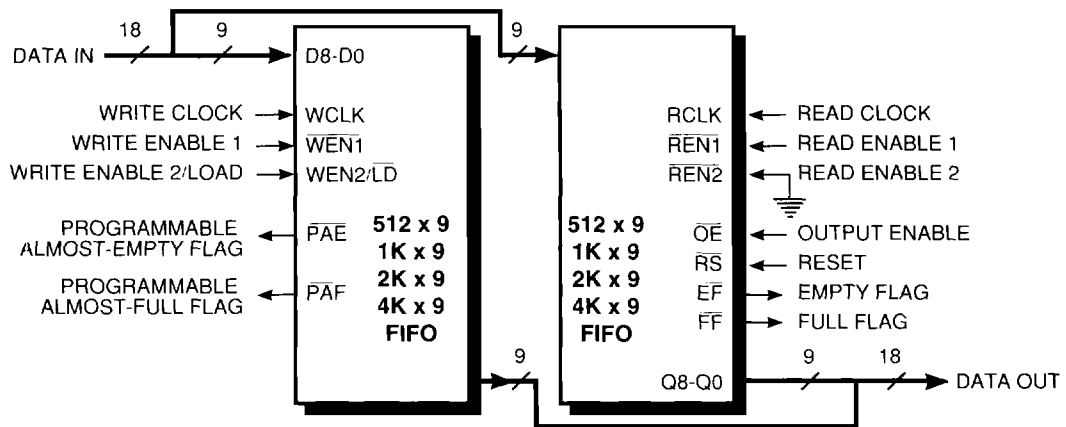 18
9
9
DATA IN
D8-D0
WRITE CLOCK
WCLK
WRITE ENABLE 1
WEN1
WRITE ENABLE 2/LOAD
WEN2/LD
PROGRAMMABLE
ALMOST-EMPTY FLAG
PAE
PROGRAMMABLE
ALMOST-FULL FLAG
PAF
512 x 9
1K x 9
2K x 9
4K x 9
FIFO
512 x 9
1K x 9
2K x 9
4K x 9
FIFO
RCLK
READ CLOCK
REN1
READ ENABLE 1
REN2
READ ENABLE 2
OE
OUTPUT ENABLE
RS
RESET
EF
EMPTY FLAG
FF
FULL FLAG
9
Q8-Q0
9
18
DATA OUT